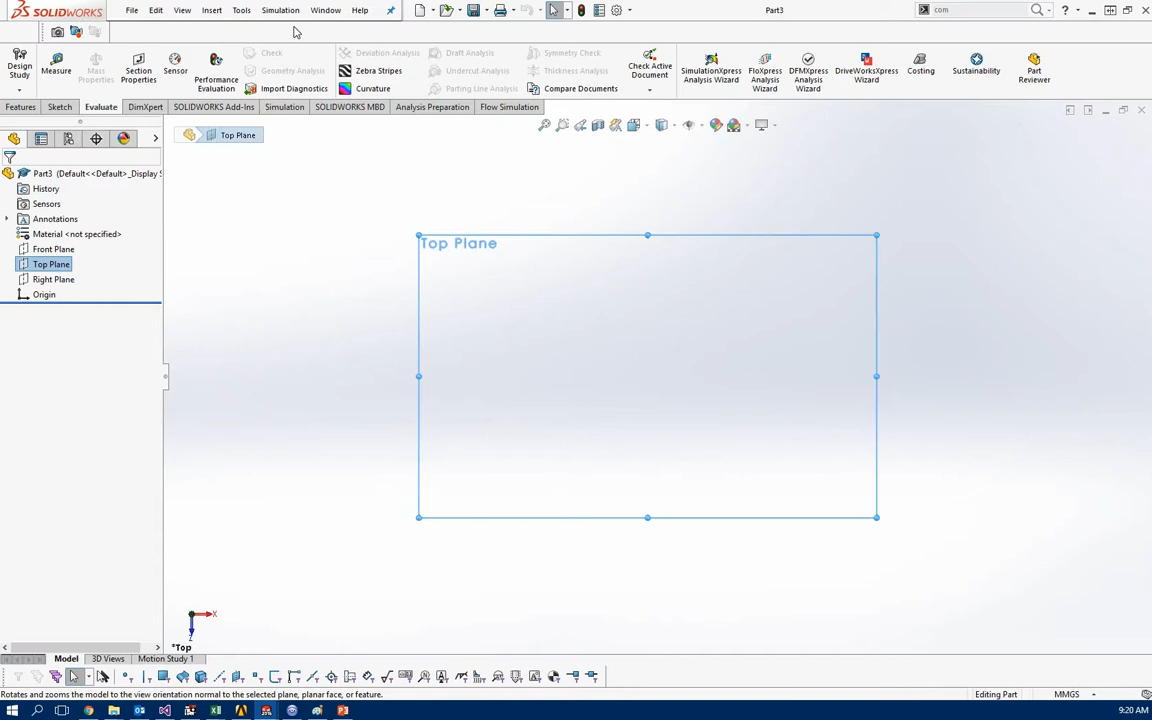 SOLIDWORKS File Edit View Insert Tools Simulation Window Help Part3 com
Design Study Measure Mass Properties Section Properties Sensor Performance Evaluation
Check Deviation Analysis Draft Analysis Symmetry Check
Geometry Analysis Zebra Stripes Undercut Analysis Thickness Analysis
Import Diagnostics Curvature Parting Line Analysis Compare Documents
Check Active Document SimulationXpress Analysis Wizard FloXpress Analysis Wizard DFMXpress Analysis Wizard DriveWorksXpress Wizard Costing Sustainability Part Reviewer
Features Sketch Evaluate DimXpert SOLIDWORKS Add-Ins Simulation SOLIDWORKS MBD Analysis Preparation Flow Simulation
Top Plane
Part3 (Default<<Default>_Display S
History
Sensors
Annotations
Material <not specified>
Front Plane
Top Plane
Right Plane
Origin
Top Plane
X
Z
*Top
Model 3D Views Motion Study 1
Rotates and zooms the model to the view orientation normal to the selected plane, planar face, or feature. Editing Part MMGS
9:20 AM